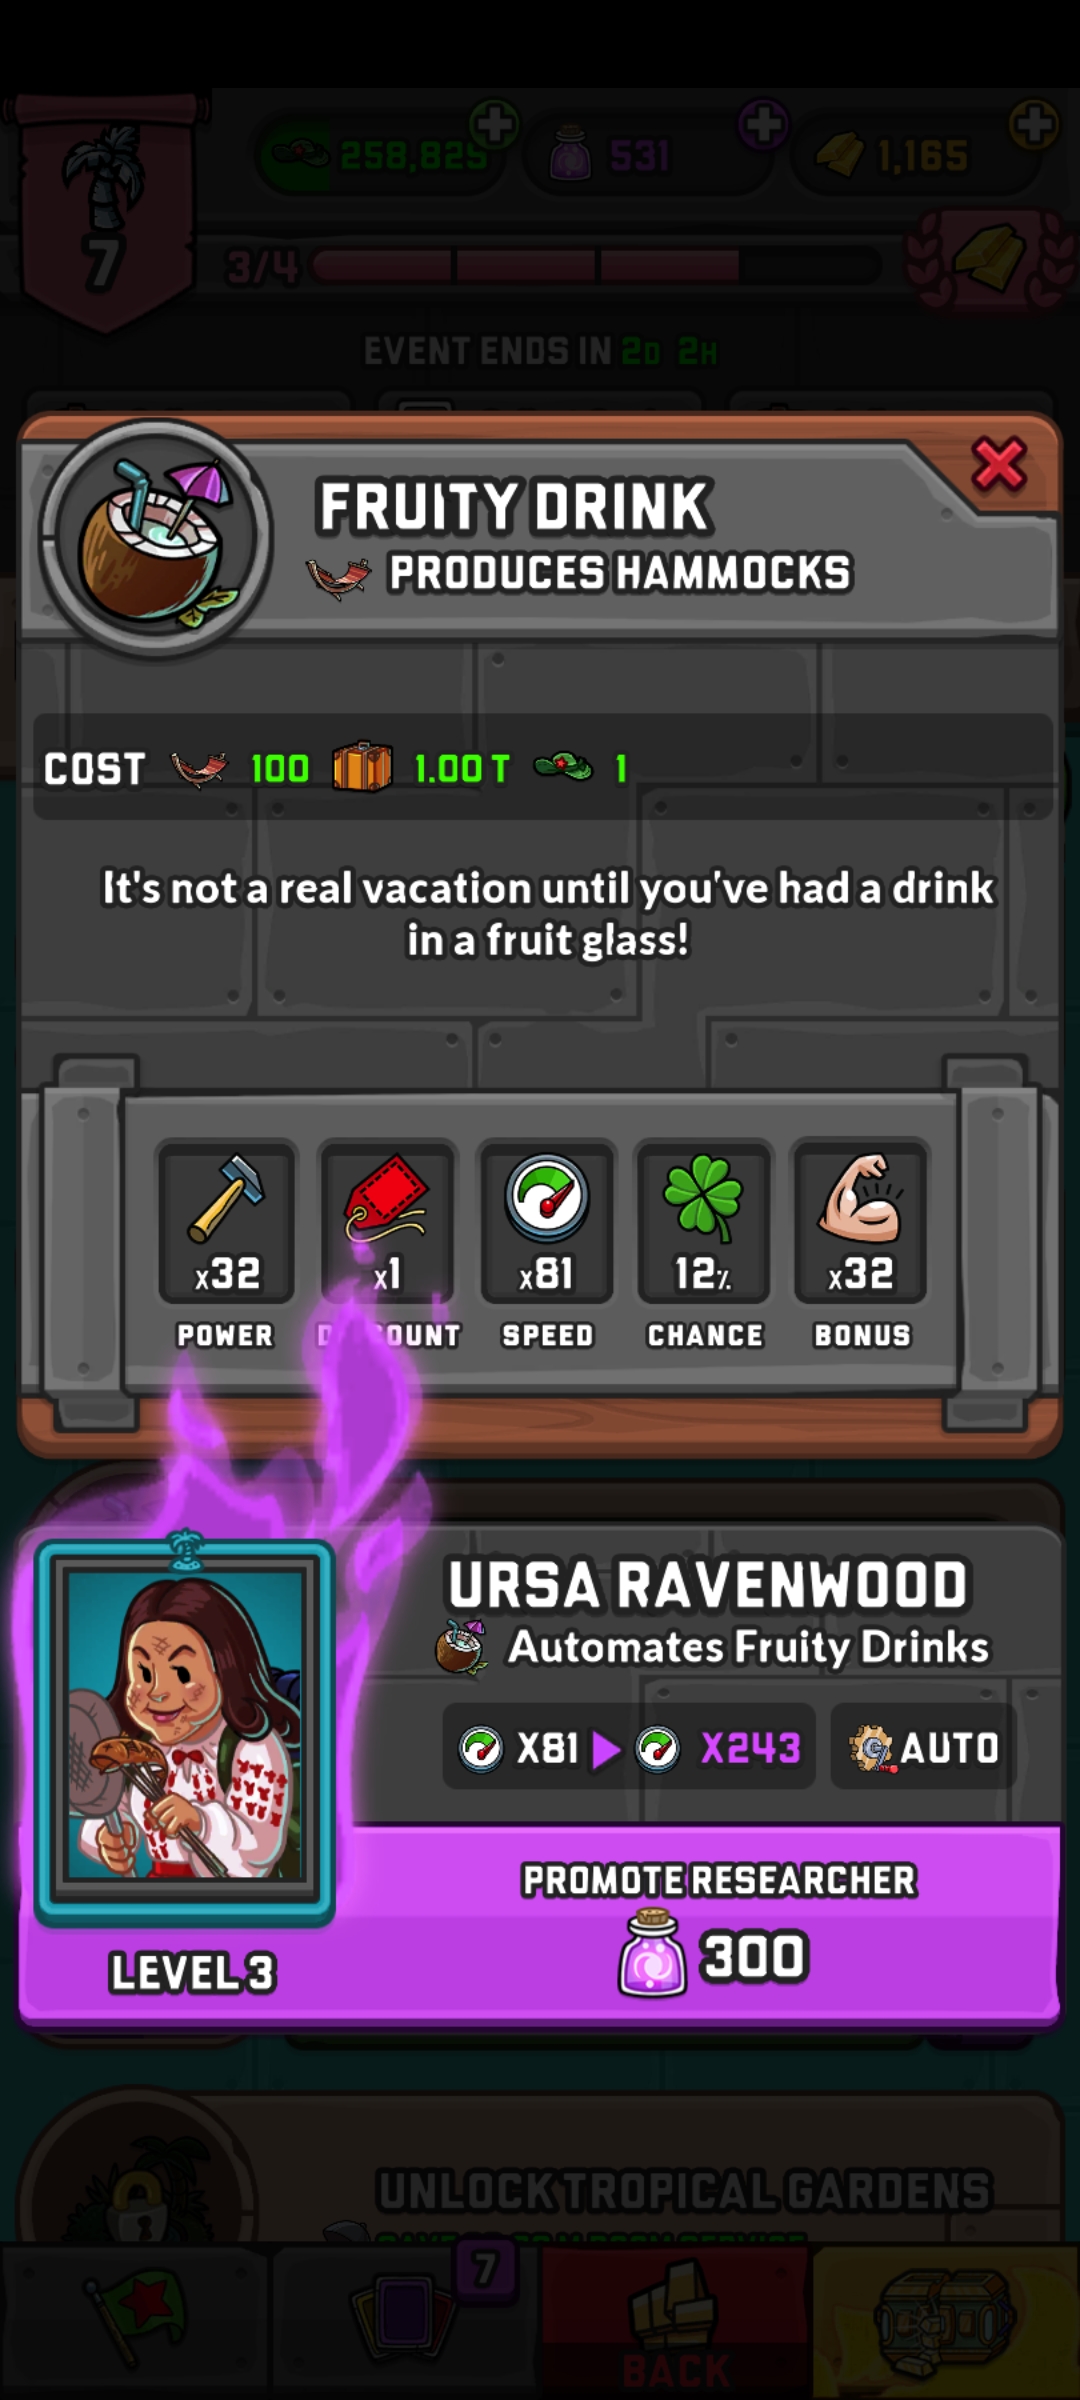 258,825
531
1,165
7
3/4
EVENT ENDS IN 2D 2H
FRUITY DRINK
PRODUCES HAMMOCKS
COST 100 1.00 T 1
It's not a real vacation until you've had a drink
in a fruit glass!
x32 x1 x81 12% x32
POWER DISCOUNT SPEED CHANCE BONUS
URSA RAVENWOOD
Automates Fruity Drinks
X81 X243 AUTO
PROMOTE RESEARCHER
300
LEVEL 3
UNLOCK TROPICAL GARDENS
7
BACK